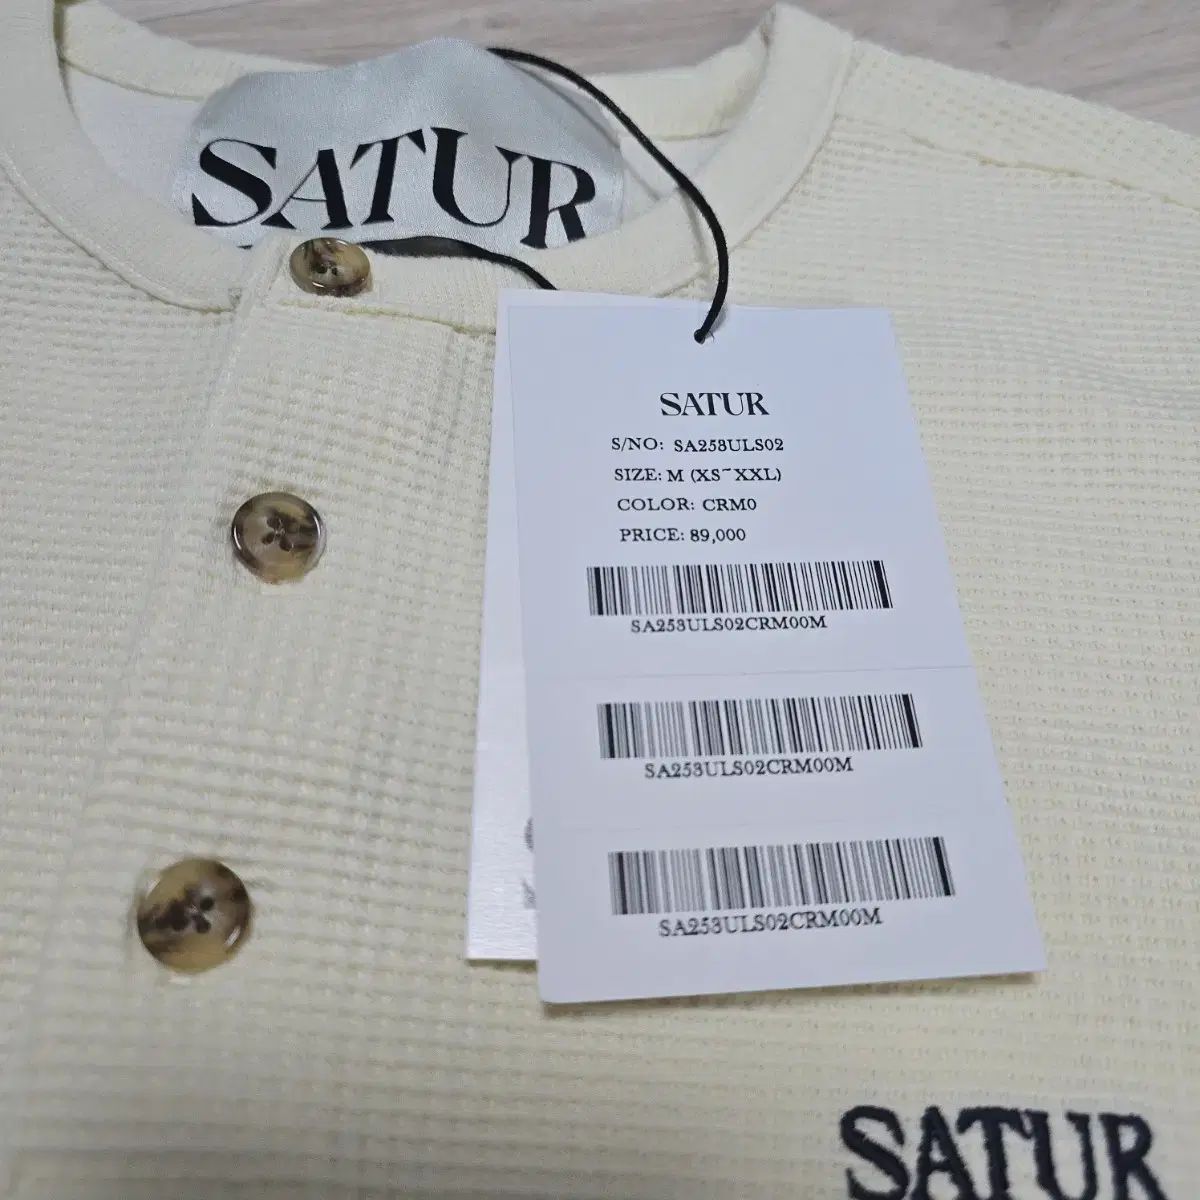 SATUR
SATUR
S/NO: SA253ULS02
SIZE: M (XS~XXL)
COLOR: CRM0
PRICE: 89,000
SA253ULS02CRM00M
SA253ULS02CRM00M
SA253ULS02CRM00M
SATUR